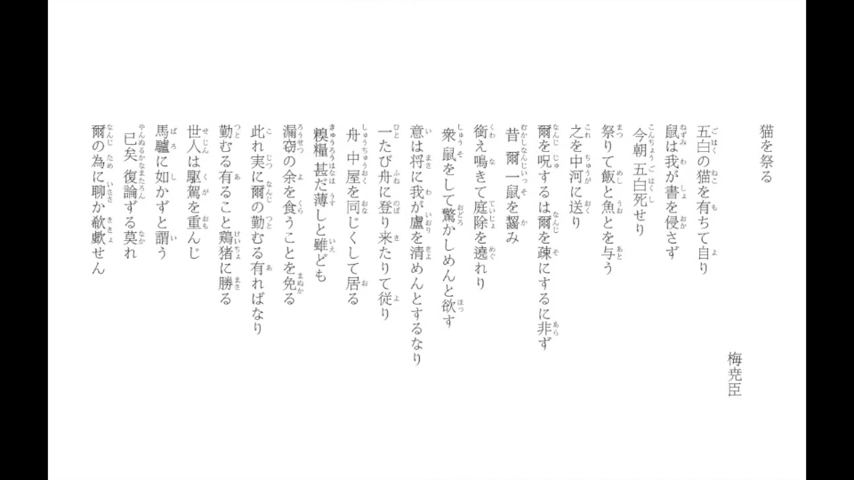 猫を祭る
梅尭臣
五白の猫を有ちて自り
鼠は我が書を侵さず
今朝 五白死せり
祭りて飯と魚とを与う
之を中河に送り
爾を呪するは爾を疎にするに非ず
昔 爾一鼠を齧み
銜え鳴きて庭除を遶れり
衆鼠をして驚かしめんと欲す
意は将に我が盧を清めんとするなり
一たび舟に登り来たりて従り
舟中 屋を同じくして居る
糗糧 甚だ薄しと雖ども
漏窃の余を食うことを免る
此れ実に爾の勤むる有ればなり
勤むる有ること鶏猪に勝る
世人は駆駕を重んじ
馬驢に如かずと謂う
已矣 復論ずる莫れ
爾の為に聊か欷歔せん